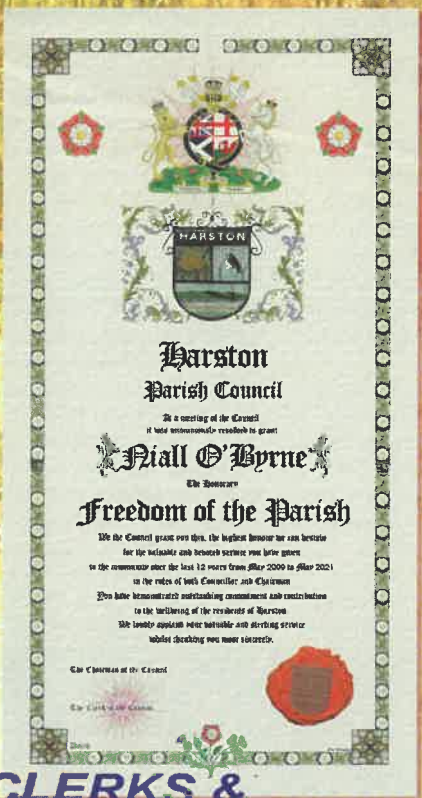 HARSTON
Harston
Parish Council
At a meeting of the Council
it was unanimously resolved to grant
Niall O'Byrne
The Honorary
Freedom of the Parish
We the Council grant you this, the highest honour we can bestow
for the valuable and devoted service you have given
to the community over the last 12 years from May 2009 to May 2021
in the roles of both Councillor and Chairman
You have demonstrated outstanding commitment and contribution
to the wellbeing of the residents of Harston
We loudly applaud your valuable and sterling service
whilst thanking you most sincerely.
The Chairman of the Council
The Clerk of the Council
CLERKS &